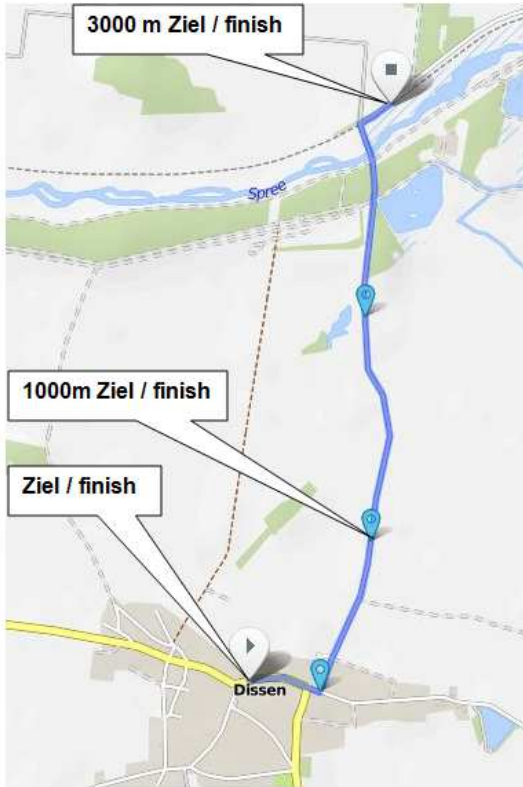 3000 m Ziel / finish
Spree
1000m Ziel / finish
Ziel / finish
Dissen